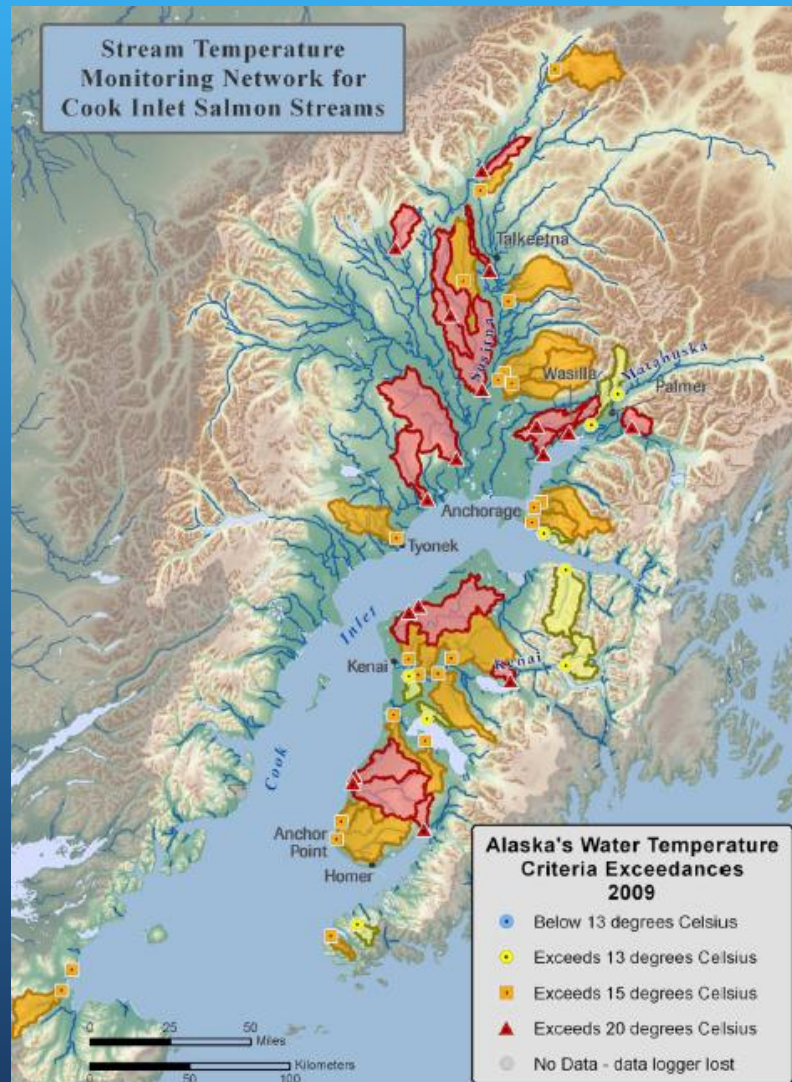 Stream Temperature
Monitoring Network for
Cook Inlet Salmon Streams
Talkeetna
Susitna
Matanuska
Wasilla
Palmer
Anchorage
Tyonek
Cook Inlet
Kenai
Kenai
Anchor
Point
Homer
Alaska's Water Temperature
Criteria Exceedances
2009
Below 13 degrees Celsius
Exceeds 13 degrees Celsius
Exceeds 15 degrees Celsius
Exceeds 20 degrees Celsius
No Data - data logger lost
0 25 50
Miles
Kilometers
0 50 100